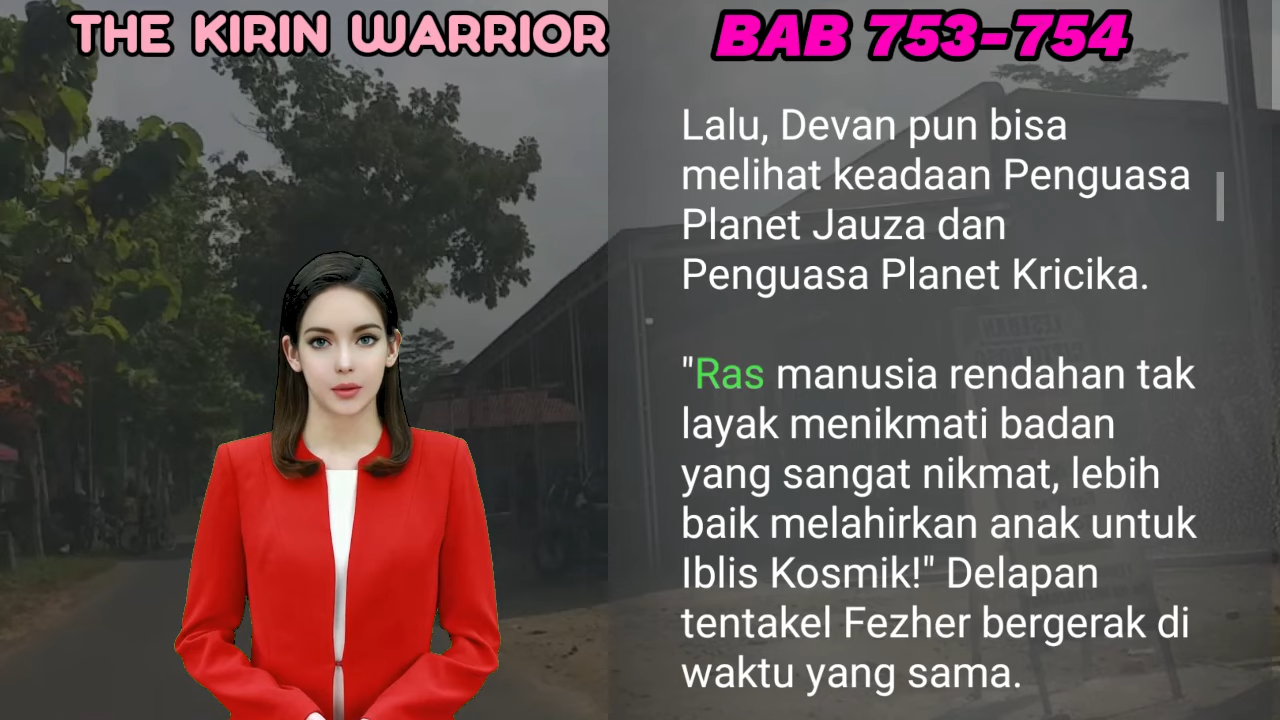 THE KIRIN WARRIOR
BAB 753-754
Lalu, Devan pun bisa
melihat keadaan Penguasa
Planet Jauza dan
Penguasa Planet Kricika.
"Ras manusia rendahan tak
layak menikmati badan
yang sangat nikmat, lebih
baik melahirkan anak untuk
Iblis Kosmik!" Delapan
tentakel Fezher bergerak di
waktu yang sama.